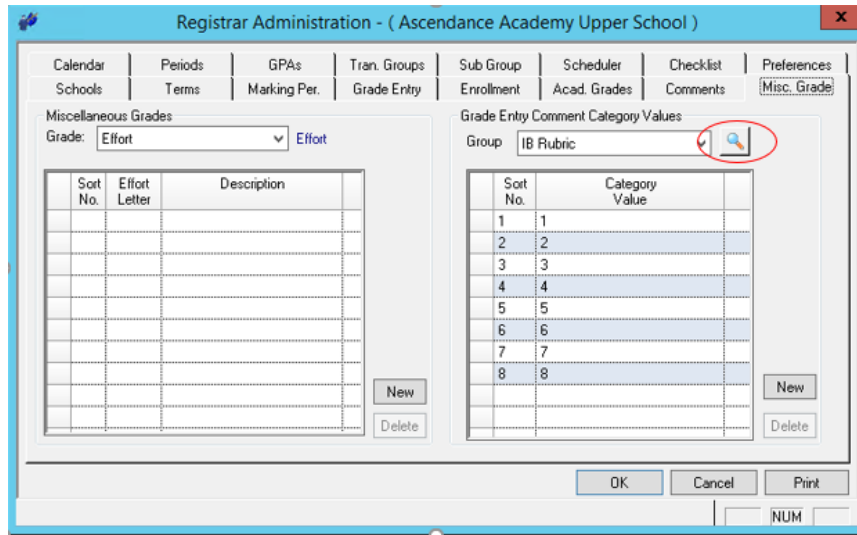 Registrar Administration - ( Ascendance Academy Upper School )
x
Calendar Periods GPAs Tran. Groups Sub Group Scheduler Checklist Preferences
Schools Terms Marking Per. Grade Entry Enrollment Acad. Grades Comments Misc. Grade
Miscellaneous Grades
Grade: Effort Effort
Sort No. Effort Letter Description
New
Delete
Grade Entry Comment Category Values
Group IB Rubric
Sort No. Category Value
1 1
2 2
3 3
4 4
5 5
6 6
7 7
8 8
New
Delete
OK Cancel Print
NUM